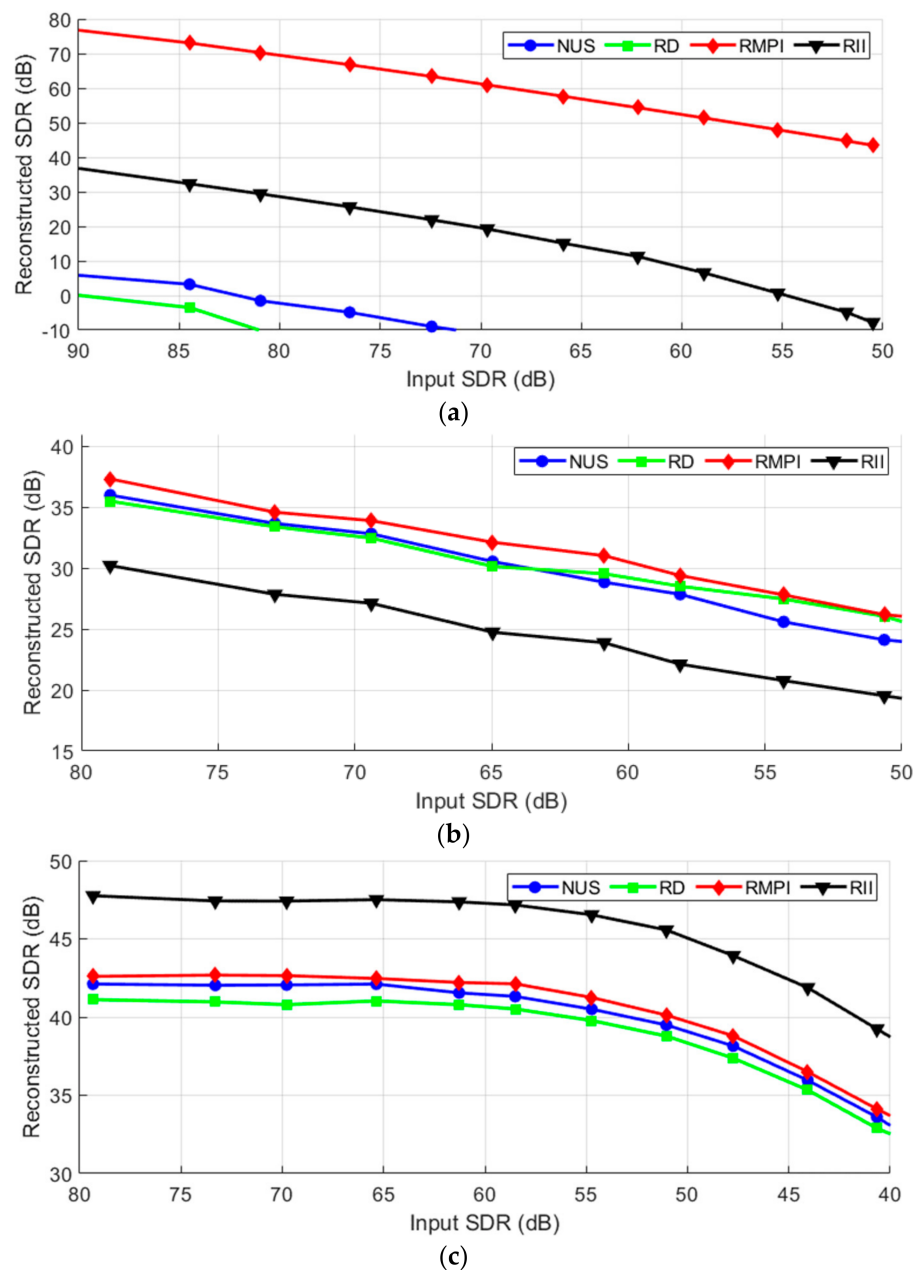 80
70
60
50
40
30
20
10
0
-10
Reconstructed SDR (dB)
NUS RD RMPI RII
90 85 80 75 70 65 60 55 50
Input SDR (dB)
(a)
40
35
30
25
20
15
Reconstructed SDR (dB)
NUS RD RMPI RII
80 75 70 65 60 55 50
Input SDR (dB)
(b)
50
45
40
35
30
Reconstructed SDR (dB)
NUS RD RMPI RII
80 75 70 65 60 55 50 45 40
Input SDR (dB)
(c)